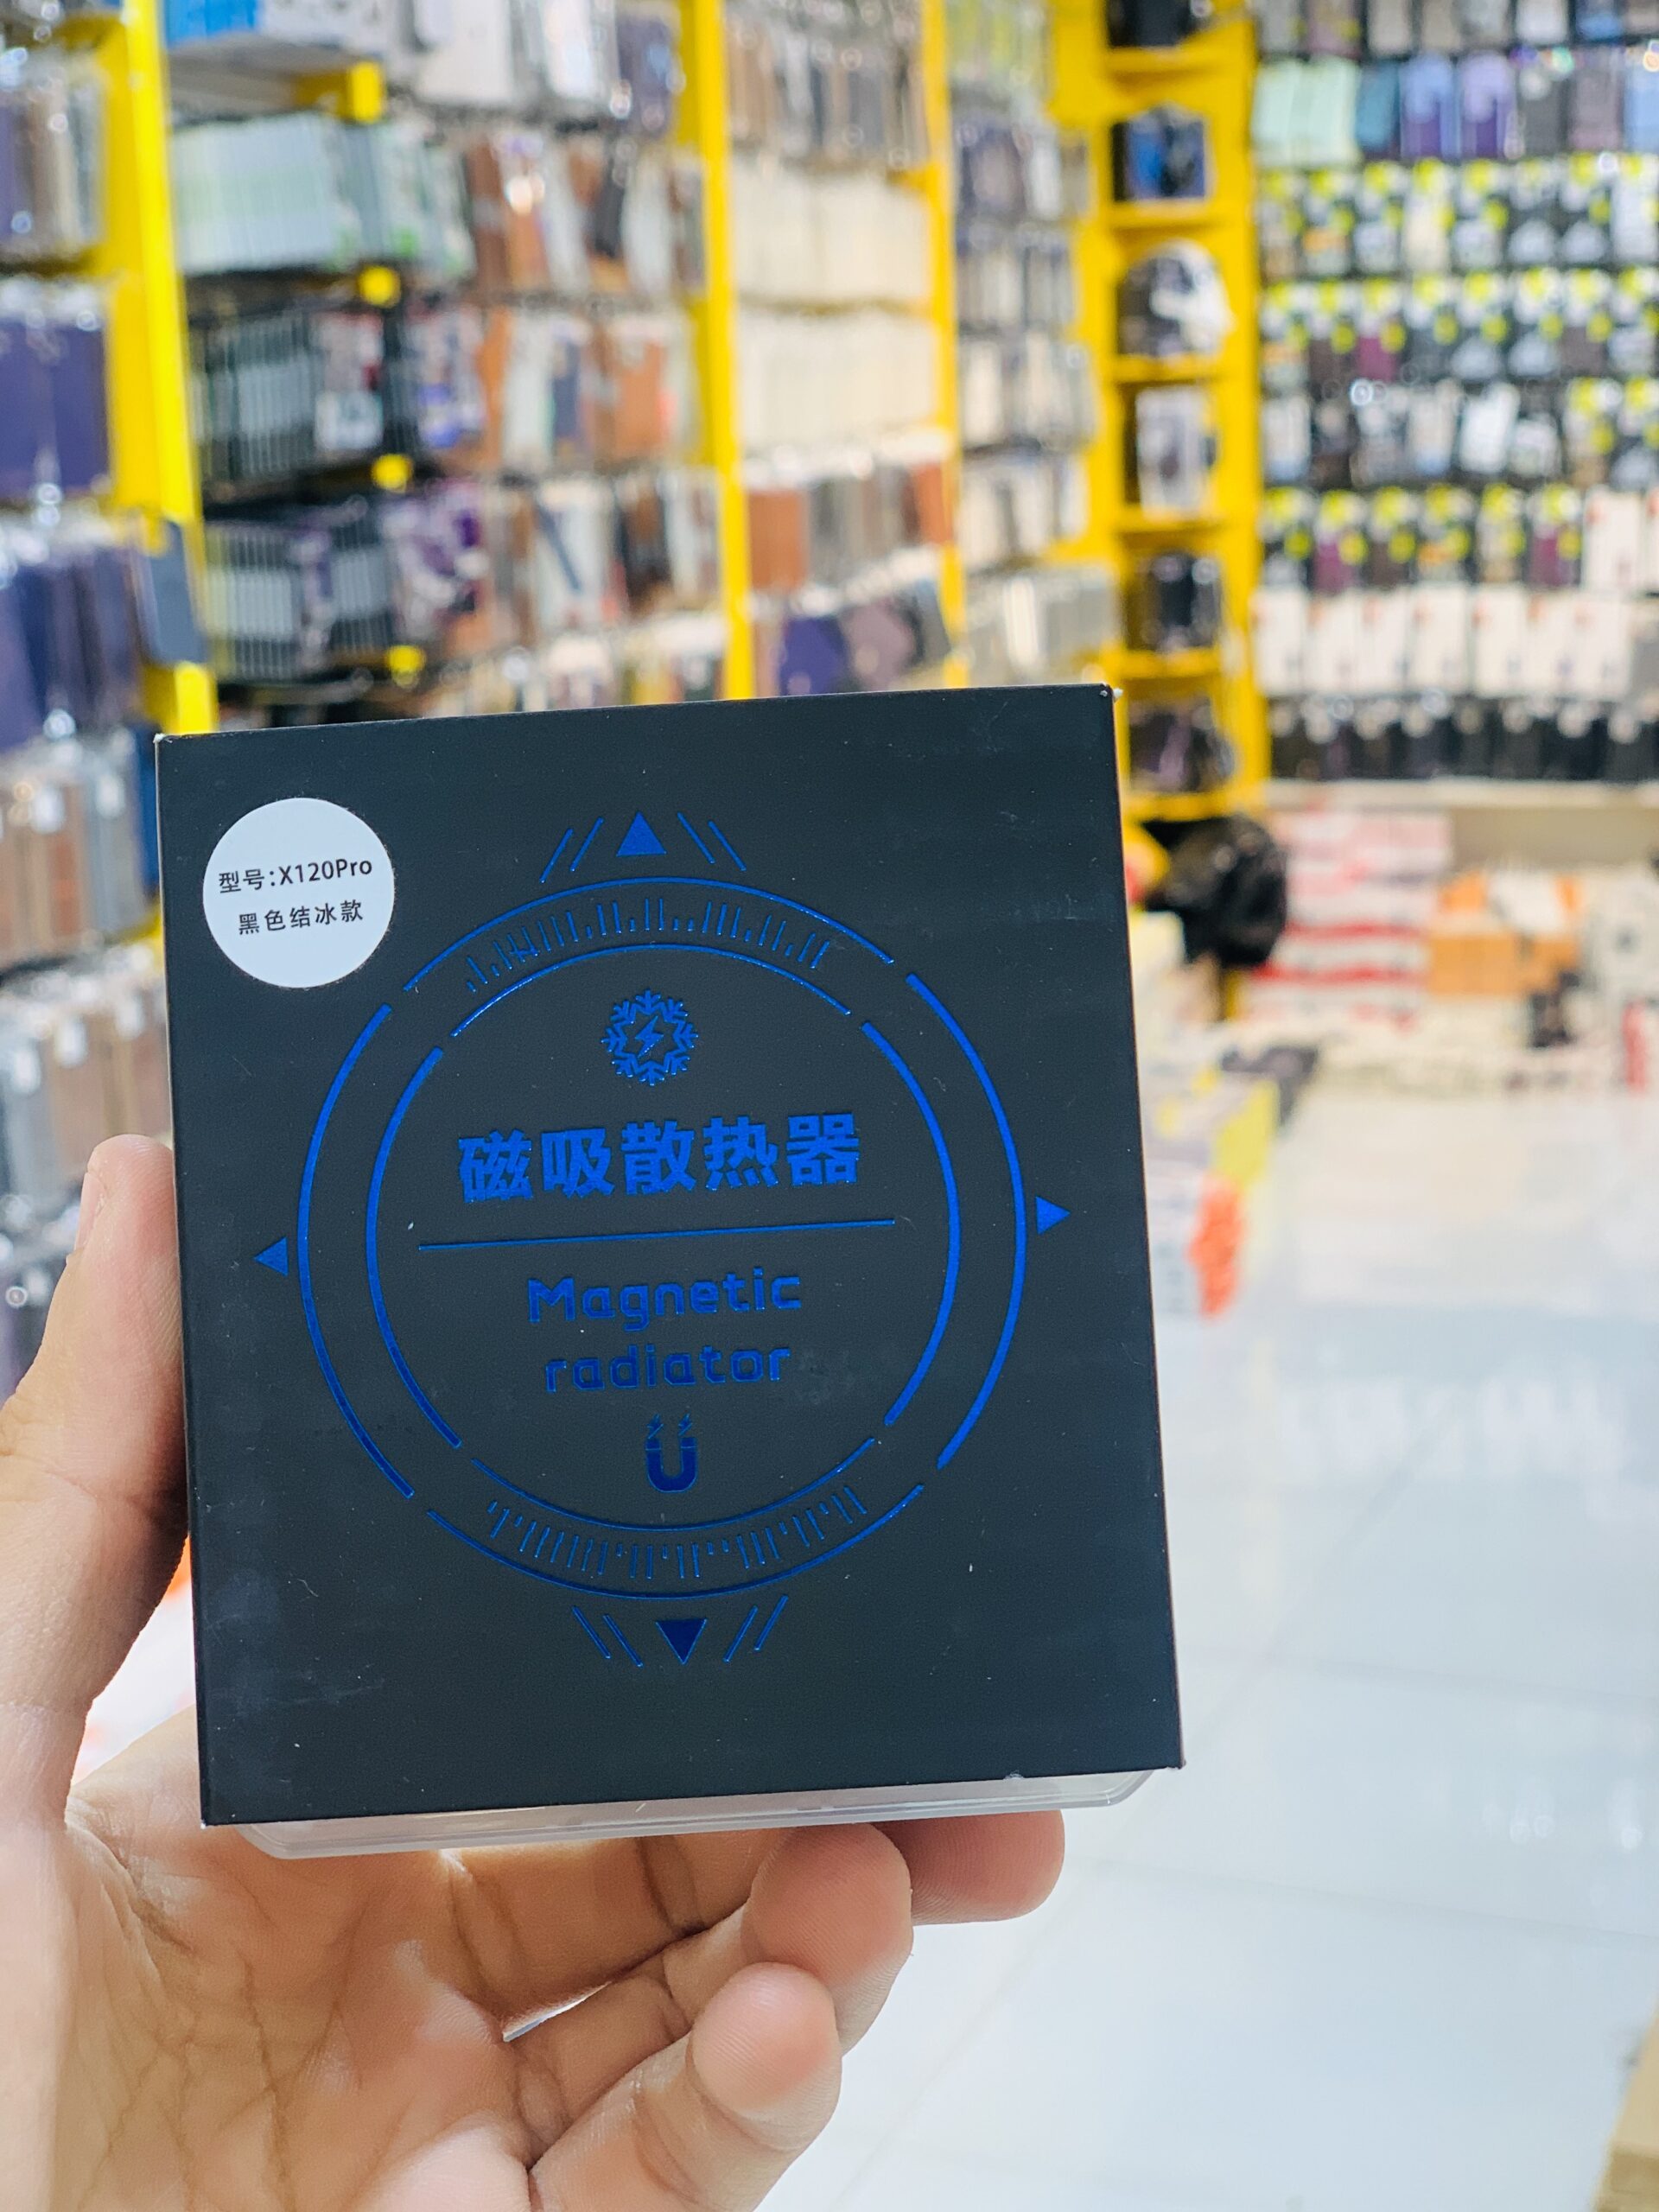 型号:X120Pro
黑色结冰款
磁吸散热器
Magnetic
radiator